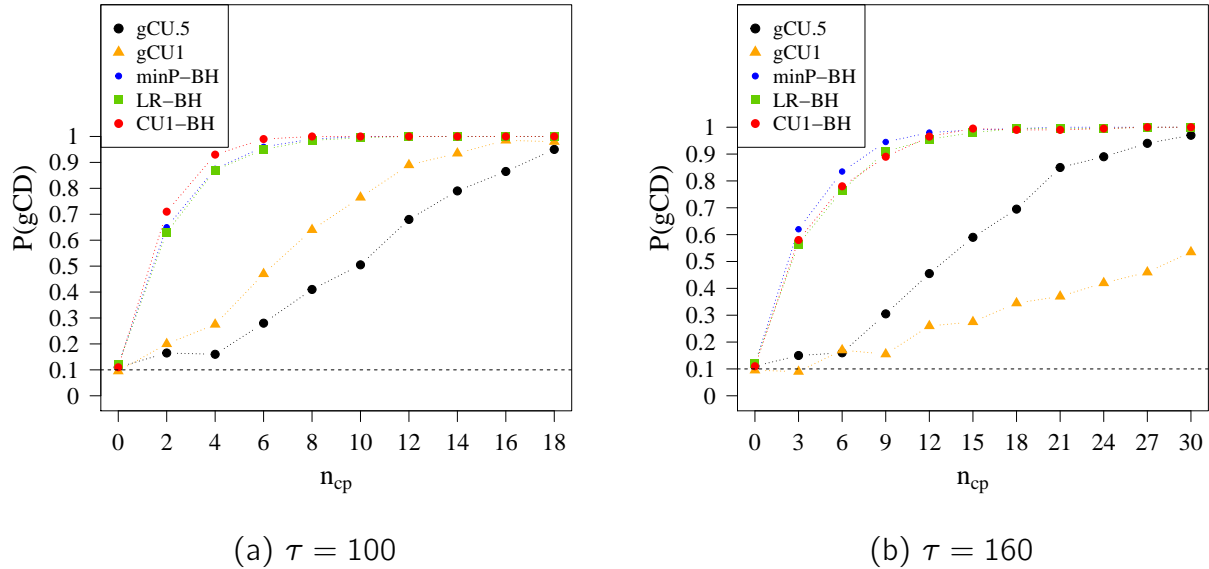 gCU.5
gCU1
minP−BH
LR−BH
CU1−BH
P(gCD)
1
0.9
0.8
0.7
0.6
0.5
0.4
0.3
0.2
0.1
0
0 2 4 6 8 10 12 14 16 18
n_cp
(a) τ = 100
gCU.5
gCU1
minP−BH
LR−BH
CU1−BH
P(gCD)
1
0.9
0.8
0.7
0.6
0.5
0.4
0.3
0.2
0.1
0
0 3 6 9 12 15 18 21 24 27 30
n_cp
(b) τ = 160